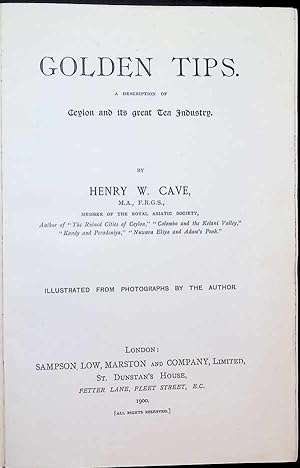 GOLDEN TIPS.
A DESCRIPTION OF
Ceylon and its great Tea Industry.
BY
HENRY W. CAVE,
M.A., F.R.G.S.,
MEMBER OF THE ROYAL ASIATIC SOCIETY,
Author of "The Ruined Cities of Ceylon," "Colombo and the Kelani Valley,"
"Kandy and Peradeniya," "Nuwara Eliya and Adam's Peak."
ILLUSTRATED FROM PHOTOGRAPHS BY THE AUTHOR.
LONDON:
SAMPSON, LOW, MARSTON AND COMPANY, LIMITED,
ST. DUNSTAN'S HOUSE,
FETTER LANE, FLEET STREET, E.C.
1900.
[ALL RIGHTS RESERVED.]